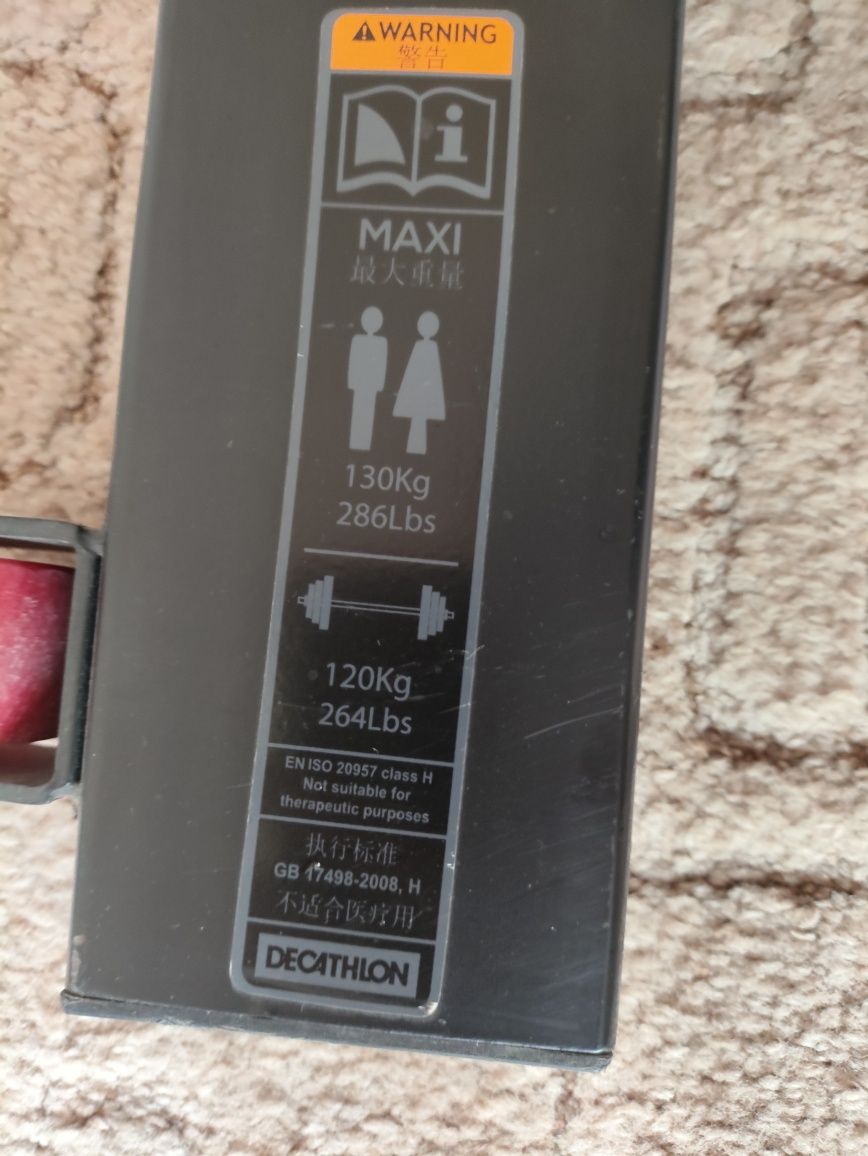 WARNING
警告
i
MAXI
最大重量
130Kg
286Lbs
120Kg
264Lbs
EN ISO 20957 class H
Not suitable for
therapeutic purposes
执行标准
GB 17498-2008, H
不适合医疗用
DECATHLON